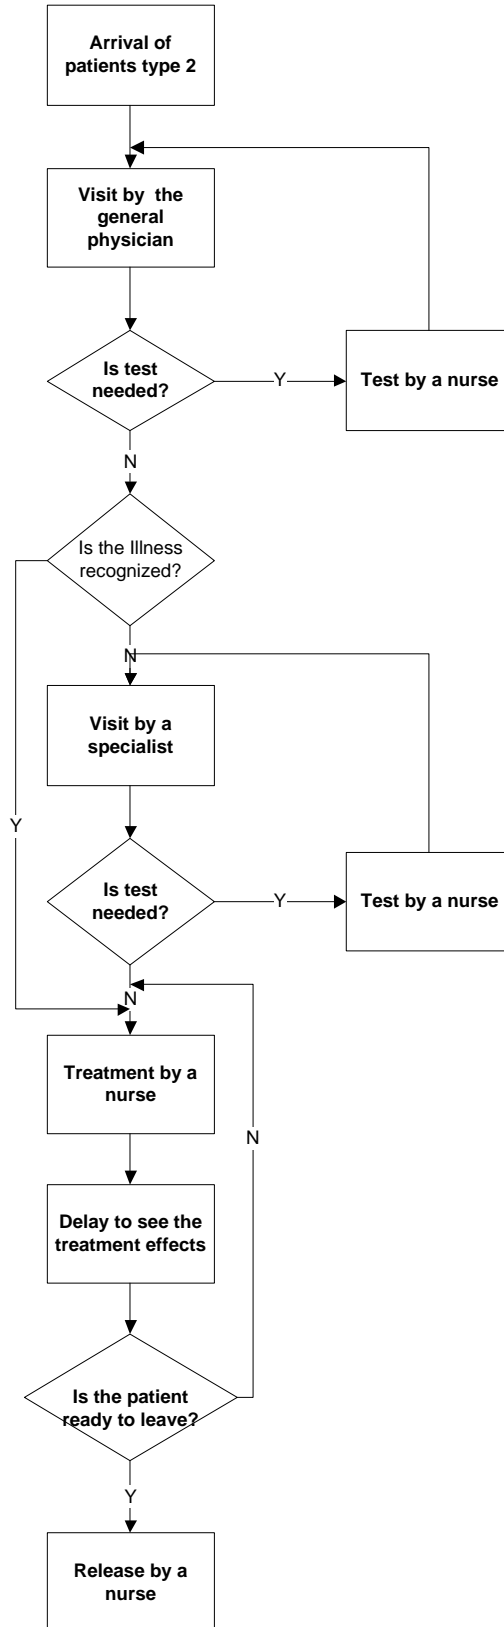 Arrival of
patients type 2
Visit by the
general
physician
Is test
needed?
Y
Test by a nurse
N
Is the Illness
recognized?
N
Visit by a
specialist
Y
Is test
needed?
Y
Test by a nurse
N
Treatment by a
nurse
N
Delay to see the
treatment effects
Is the patient
ready to leave?
Y
Release by a
nurse